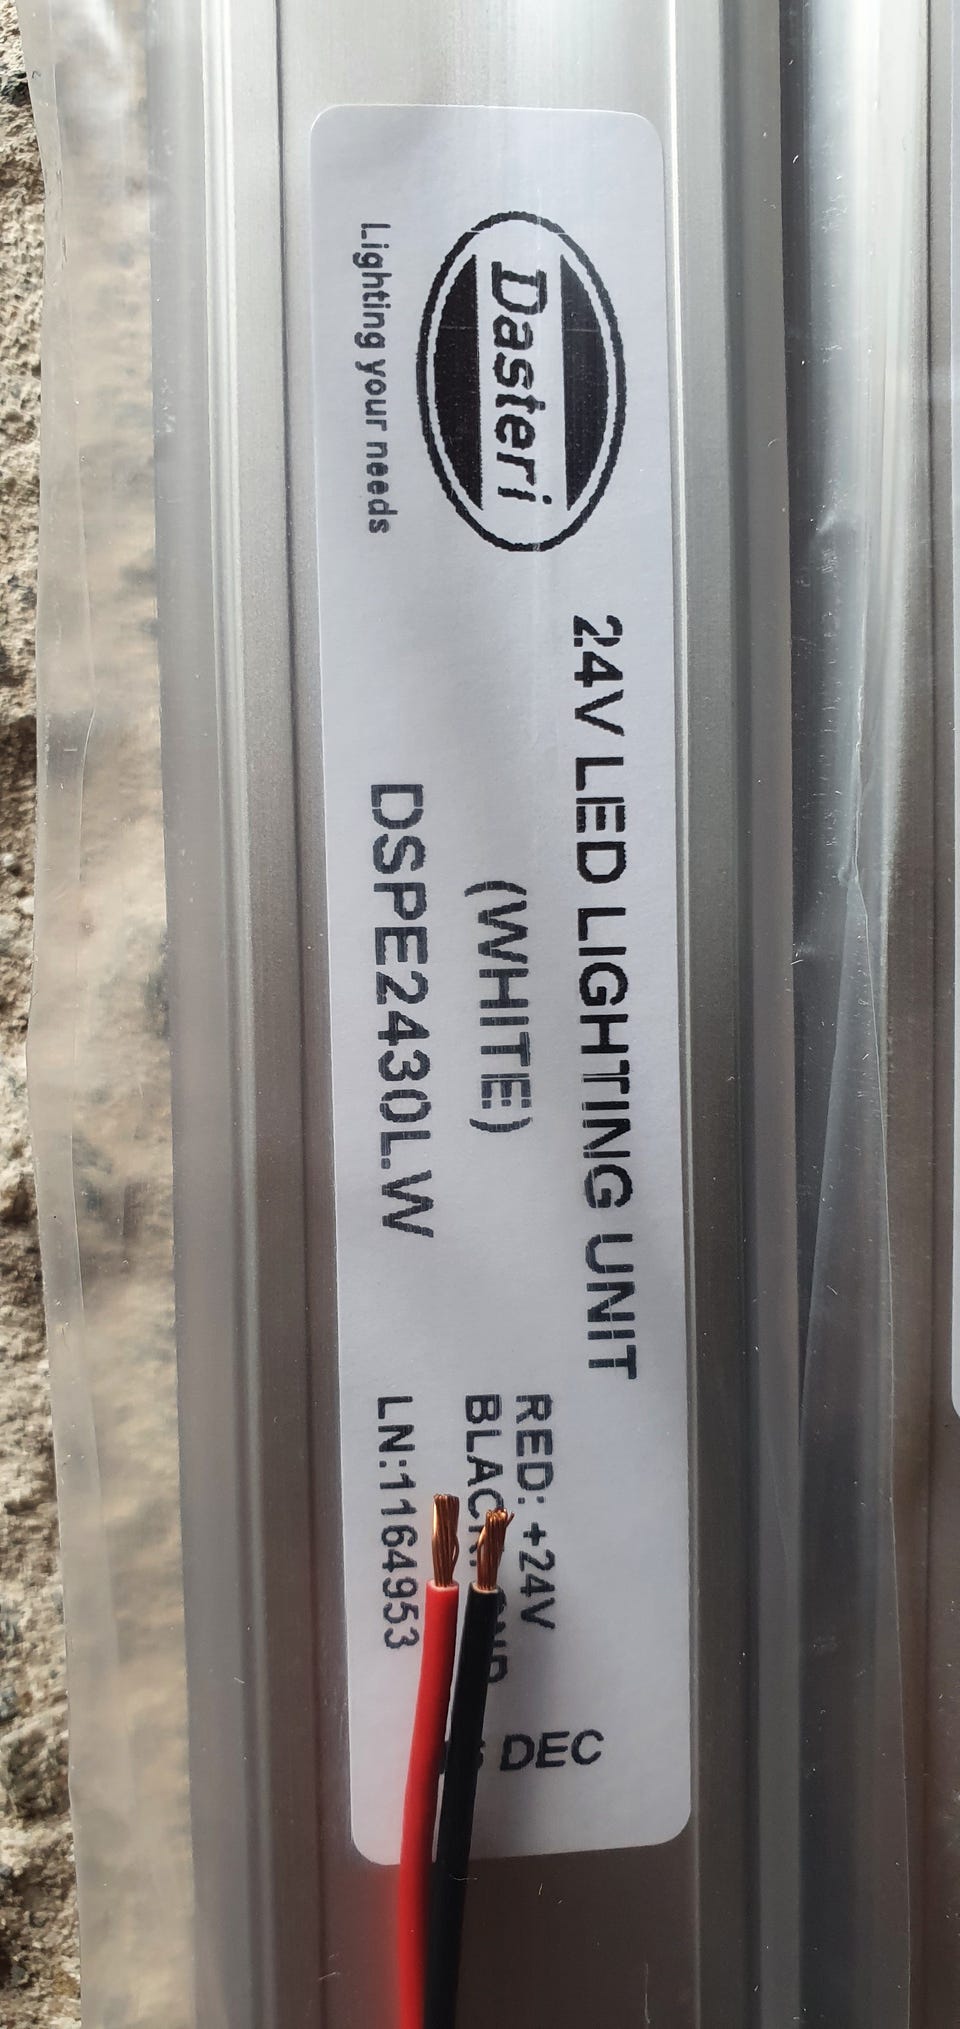 Dasteri
Lighting your needs
24V LED LIGHTING UNIT
(WHITE)
DSPE2430LW
RED: +24V
LN:1164953
DEC